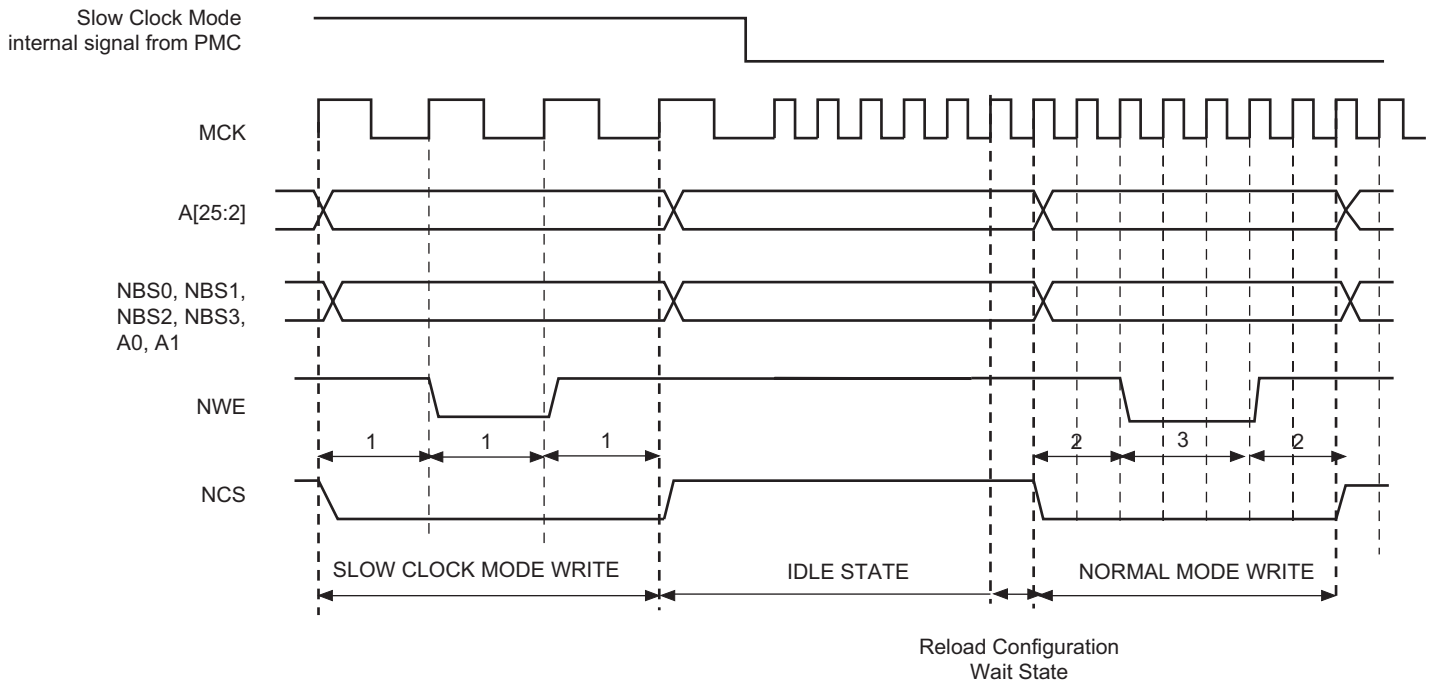 Slow Clock Mode
internal signal from PMC
MCK
A[25:2]
NBS0, NBS1,
NBS2, NBS3,
A0, A1
NWE
1 1 1 2 3 2
NCS
SLOW CLOCK MODE WRITE IDLE STATE NORMAL MODE WRITE
Reload Configuration
Wait State